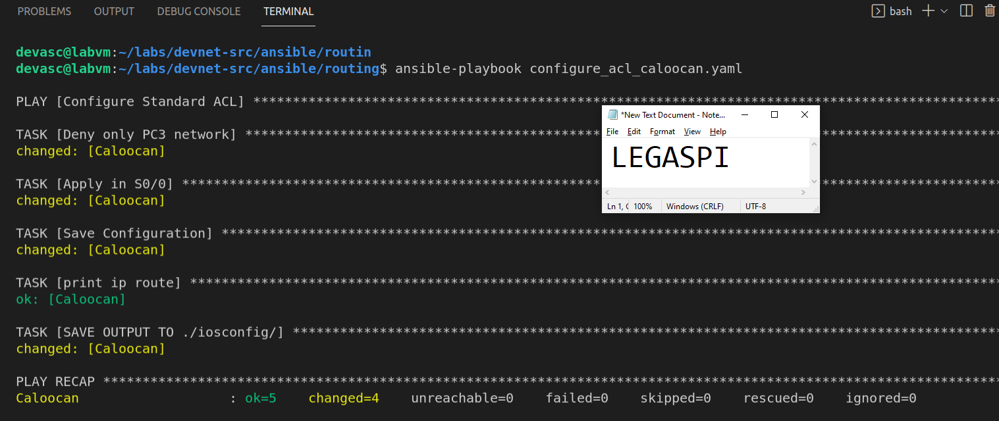 PROBLEMS OUTPUT DEBUG CONSOLE TERMINAL bash
devasc@labvm:~/labs/devnet-src/ansible/routin
devasc@labvm:~/labs/devnet-src/ansible/routing$ ansible-playbook configure_acl_caloocan.yaml
PLAY [Configure Standard ACL] **********************************************************************************************
TASK [Deny only PC3 network] ***********************************************************************************************
changed: [Caloocan]
TASK [Apply in S0/0] *******************************************************************************************************
changed: [Caloocan]
TASK [Save Configuration] **************************************************************************************************
changed: [Caloocan]
TASK [print ip route] ******************************************************************************************************
ok: [Caloocan]
TASK [SAVE OUTPUT TO ./iosconfig/] *****************************************************************************************
changed: [Caloocan]
PLAY RECAP *****************************************************************************************************************
Caloocan : ok=5 changed=4 unreachable=0 failed=0 skipped=0 rescued=0 ignored=0
*New Text Document - Note...
File Edit Format View Help
LEGASPI
Ln 1, C 100% Windows (CRLF) UTF-8